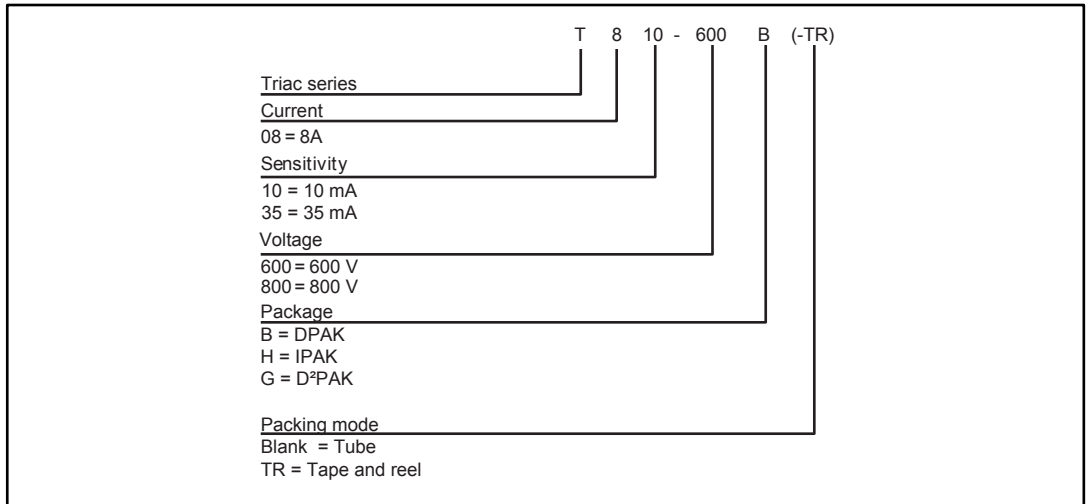 T 8 10 - 600 B (-TR)
Triac series
Current
08 = 8A
Sensitivity
10 = 10 mA
35 = 35 mA
Voltage
600 = 600 V
800 = 800 V
Package
B = DPAK
H = IPAK
G = D²PAK
Packing mode
Blank = Tube
TR = Tape and reel